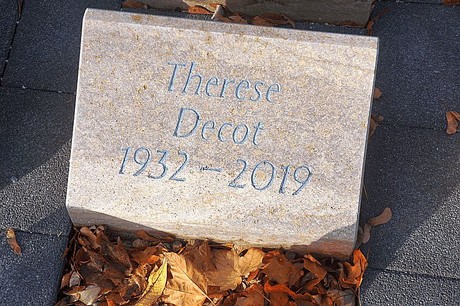 Therese
Decot
1932 – 2019